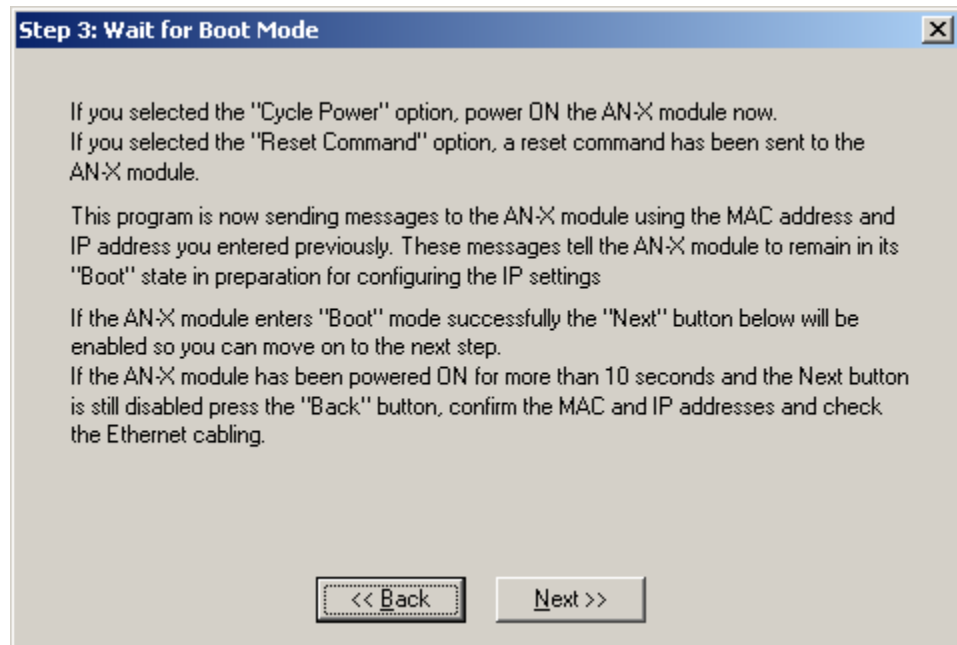 Step 3: Wait for Boot Mode
If you selected the "Cycle Power" option, power ON the AN-X module now.
If you selected the "Reset Command" option, a reset command has been sent to the
AN-X module.
This program is now sending messages to the AN-X module using the MAC address and
IP address you entered previously. These messages tell the AN-X module to remain in its
"Boot" state in preparation for configuring the IP settings
If the AN-X module enters "Boot" mode successfully the "Next" button below will be
enabled so you can move on to the next step.
If the AN-X module has been powered ON for more than 10 seconds and the Next button
is still disabled press the "Back" button, confirm the MAC and IP addresses and check
the Ethernet cabling.
<< Back
Next >>